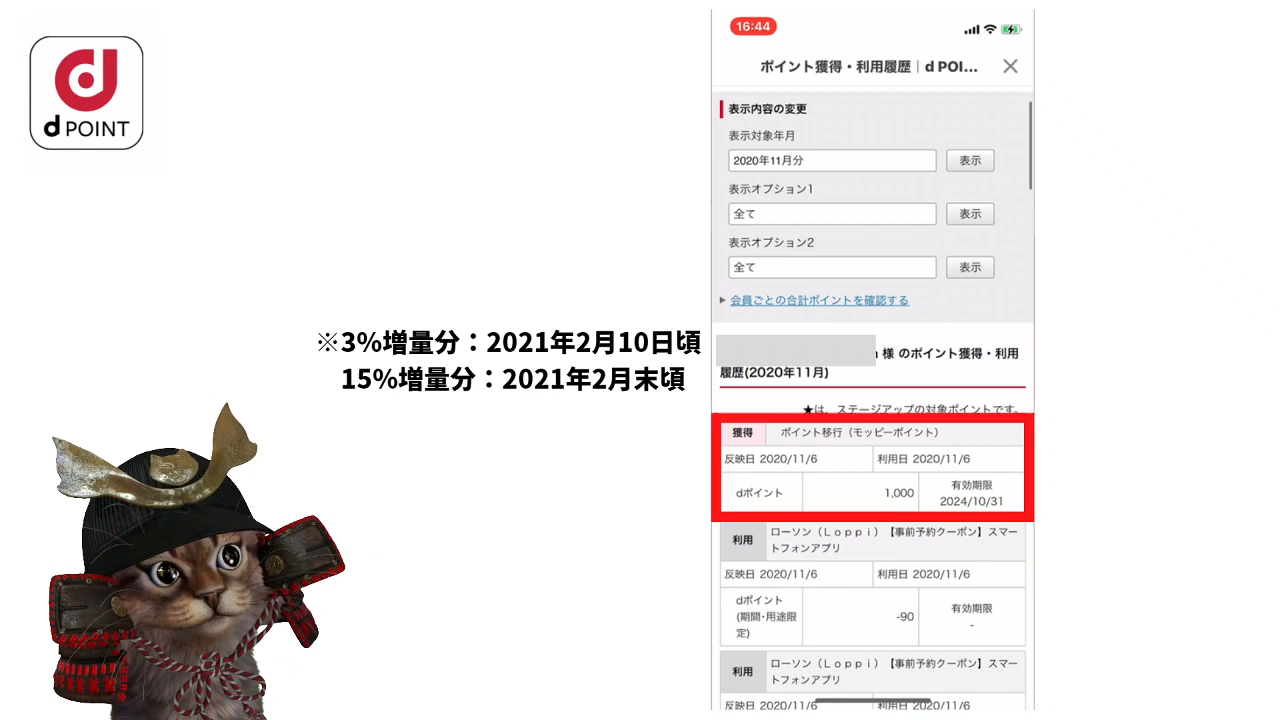 d POINT
※3%増量分：2021年2月10日頃
15%増量分：2021年2月末頃
16:44
ポイント獲得・利用履歴｜d POI...
表示内容の変更
表示対象年月
2020年11月分
表示
表示オプション1
全て
表示
表示オプション2
全て
表示
会員ごとの合計ポイントを確認する
様 のポイント獲得・利用
履歴(2020年11月)
★は、ステージアップの対象ポイントです。
獲得 ポイント移行（モッピーポイント）
反映日 2020/11/6 利用日 2020/11/6
dポイント 1,000 有効期限
2024/10/31
利用 ローソン（Ｌｏｐｐｉ）【事前予約クーポン】スマー
トフォンアプリ
反映日 2020/11/6 利用日 2020/11/6
dポイント
(期間・用途限
定)
-90
有効期限
-
利用 ローソン（Ｌｏｐｐｉ）【事前予約クーポン】スマー
トフォンアプリ
反映日 2020/11/6 利用日 2020/11/6